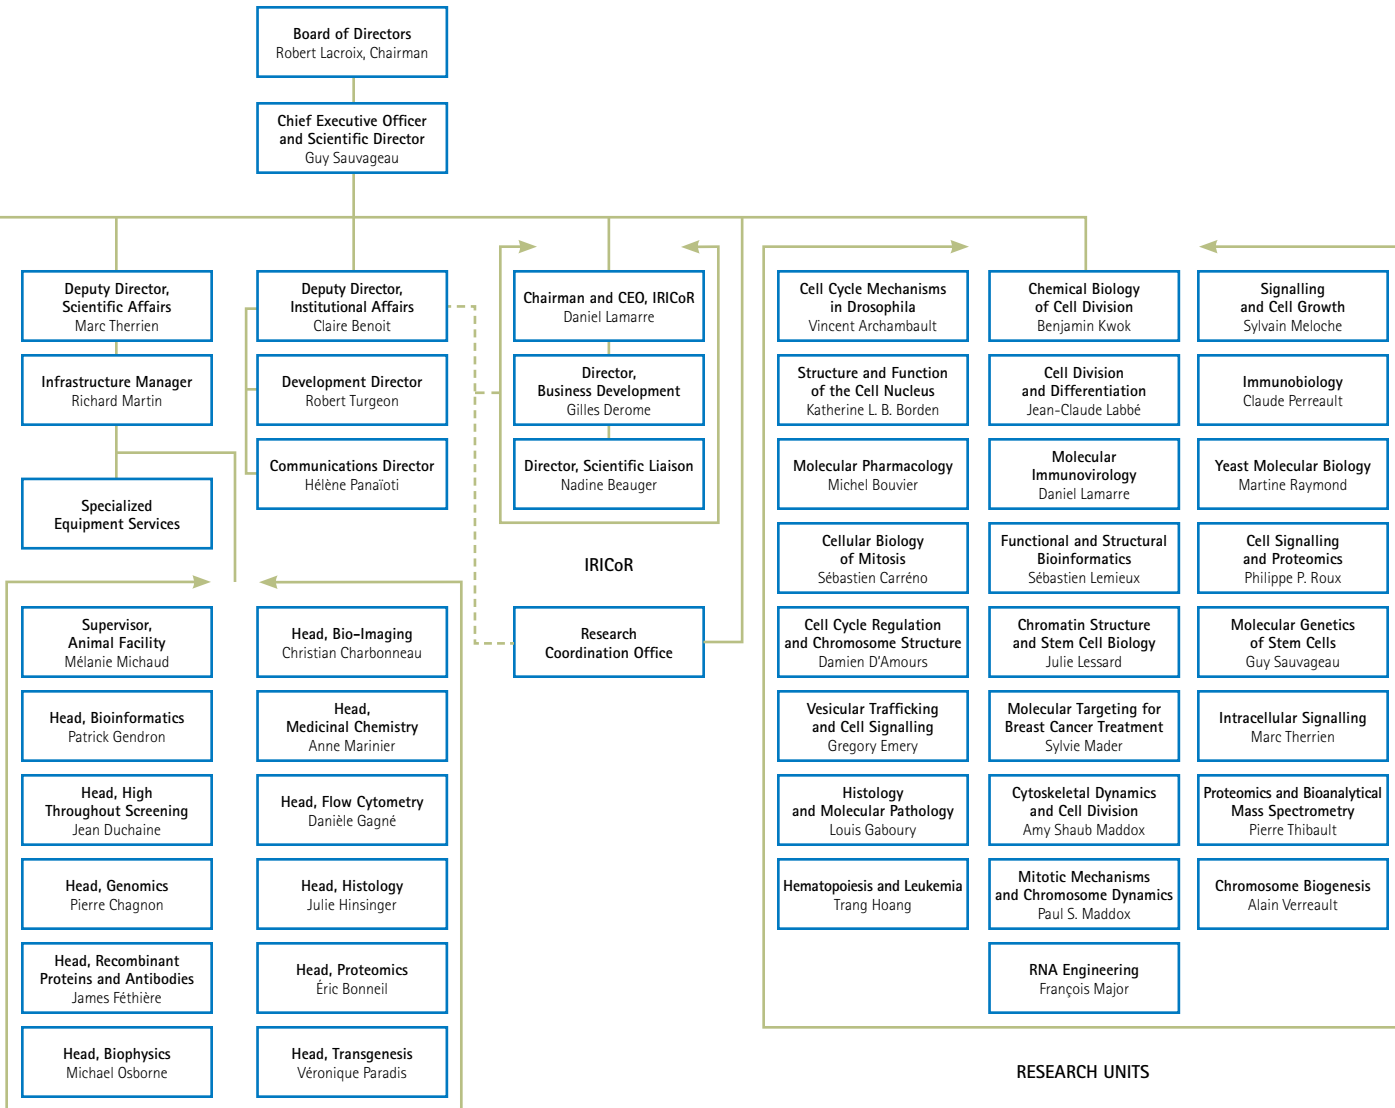 Board of Directors
Robert Lacroix, Chairman
Chief Executive Officer
and Scientific Director
Guy Sauvageau
Deputy Director,
Scientific Affairs
Marc Therrien
Infrastructure Manager
Richard Martin
Specialized
Equipment Services
Deputy Director,
Institutional Affairs
Claire Benoit
Development Director
Robert Turgeon
Communications Director
Hélène Panaïoti
Chairman and CEO, IRICoR
Daniel Lamarre
Director,
Business Development
Gilles Derome
Director, Scientific Liaison
Nadine Beauger
IRICoR
Research
Coordination Office
Supervisor,
Animal Facility
Mélanie Michaud
Head, Bioinformatics
Patrick Gendron
Head, High
Throughout Screening
Jean Duchaine
Head, Genomics
Pierre Chagnon
Head, Recombinant
Proteins and Antibodies
James Féthière
Head, Biophysics
Michael Osborne
Head, Bio-Imaging
Christian Charbonneau
Head,
Medicinal Chemistry
Anne Marinier
Head, Flow Cytometry
Danièle Gagné
Head, Histology
Julie Hinsinger
Head, Proteomics
Éric Bonneil
Head, Transgenesis
Véronique Paradis
Cell Cycle Mechanisms
in Drosophila
Vincent Archambault
Structure and Function
of the Cell Nucleus
Katherine L. B. Borden
Molecular Pharmacology
Michel Bouvier
Cellular Biology
of Mitosis
Sébastien Carréno
Cell Cycle Regulation
and Chromosome Structure
Damien D'Amours
Vesicular Trafficking
and Cell Signalling
Gregory Emery
Histology
and Molecular Pathology
Louis Gaboury
Hematopoiesis and Leukemia
Trang Hoang
Chemical Biology
of Cell Division
Benjamin Kwok
Cell Division
and Differentiation
Jean-Claude Labbé
Molecular
Immunovirology
Daniel Lamarre
Functional and Structural
Bioinformatics
Sébastien Lemieux
Chromatin Structure
and Stem Cell Biology
Julie Lessard
Molecular Targeting for
Breast Cancer Treatment
Sylvie Mader
Cytoskeletal Dynamics
and Cell Division
Amy Shaub Maddox
Mitotic Mechanisms
and Chromosome Dynamics
Paul S. Maddox
RNA Engineering
François Major
Signalling
and Cell Growth
Sylvain Meloche
Immunobiology
Claude Perreault
Yeast Molecular Biology
Martine Raymond
Cell Signalling
and Proteomics
Philippe P. Roux
Molecular Genetics
of Stem Cells
Guy Sauvageau
Intracellular Signalling
Marc Therrien
Proteomics and Bioanalytical
Mass Spectrometry
Pierre Thibault
Chromosome Biogenesis
Alain Verreault
RESEARCH UNITS